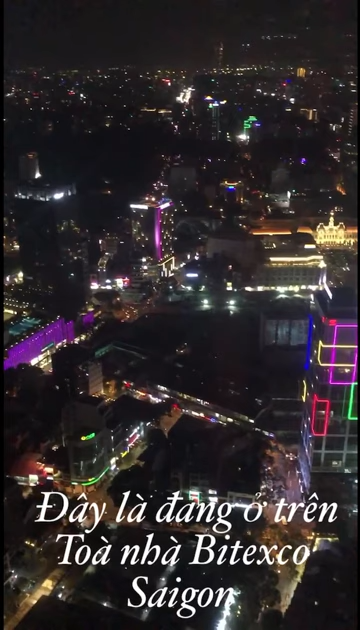 Đây là đang ở trên
Toà nhà Bitexco
Saigon